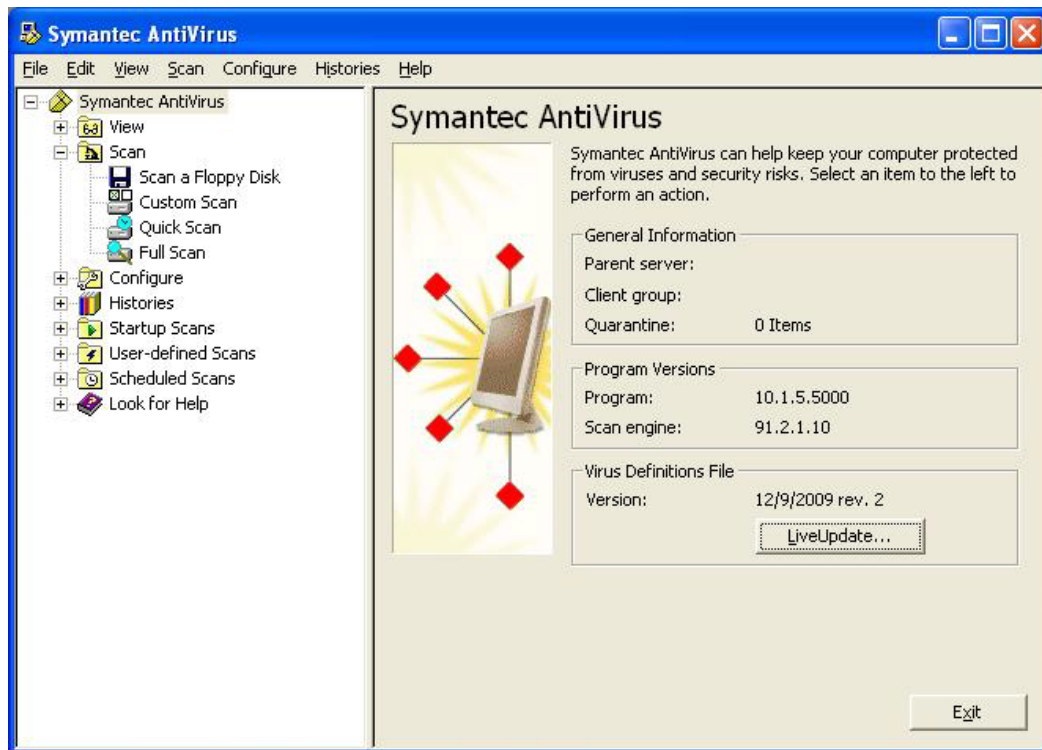 Symantec AntiVirus
File Edit View Scan Configure Histories Help
Symantec AntiVirus
View
Scan
Scan a Floppy Disk
Custom Scan
Quick Scan
Full Scan
Configure
Histories
Startup Scans
User-defined Scans
Scheduled Scans
Look for Help
Symantec AntiVirus
Symantec AntiVirus can help keep your computer protected
from viruses and security risks. Select an item to the left to
perform an action.
General Information
Parent server:
Client group:
Quarantine: 0 Items
Program Versions
Program: 10.1.5.5000
Scan engine: 91.2.1.10
Virus Definitions File
Version: 12/9/2009 rev. 2
LiveUpdate...
Exit